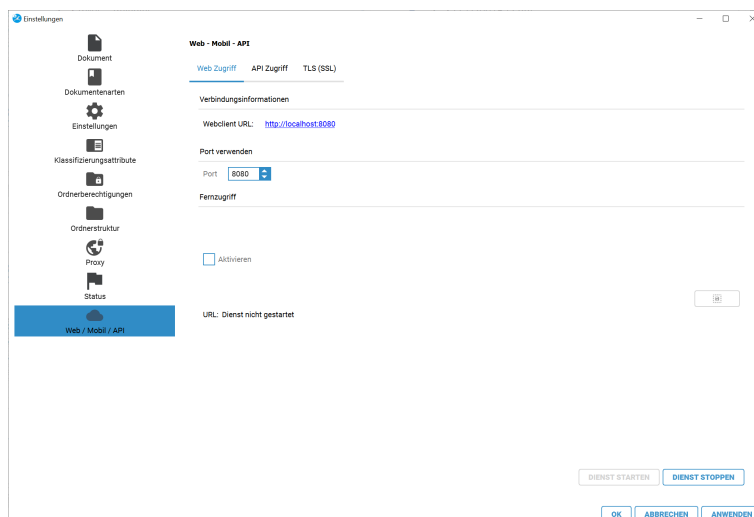 Einstellungen
Dokument
Dokumentenarten
Einstellungen
Klassifizierungsattribute
Ordnerberechtigungen
Ordnerstruktur
Proxy
Status
Web / Mobil / API
Web - Mobil - API
Web Zugriff API Zugriff TLS (SSL)
Verbindungsinformationen
Webclient URL: http://localhost:8080
Port verwenden
Port 8080
Fernzugriff
Aktivieren
URL: Dienst nicht gestartet
DIENST STARTEN DIENST STOPPEN
OK ABBRECHEN ANWENDEN